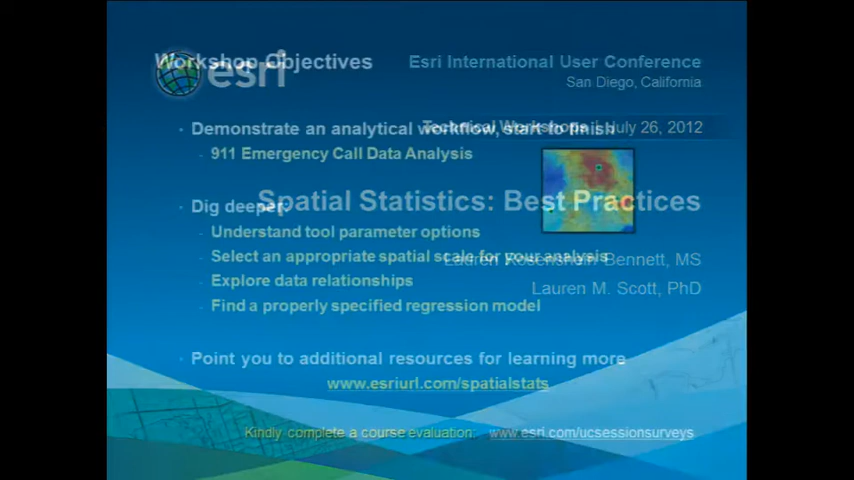 Workshop Objectives
esri
Esri International User Conference
San Diego, California
Technical Workshops | July 26, 2012
· Demonstrate an analytical workflow, start to finish
- 911 Emergency Call Data Analysis
Spatial Statistics: Best Practices
· Dig deeper:
- Understand tool parameter options
- Select an appropriate spatial scale for your analysis
Lauren Rosenshein Bennett, MS
- Explore data relationships
Lauren M. Scott, PhD
- Find a properly specified regression model
· Point you to additional resources for learning more
www.esriurl.com/spatialstats
Kindly complete a course evaluation: www.esri.com/ucsessionsurveys